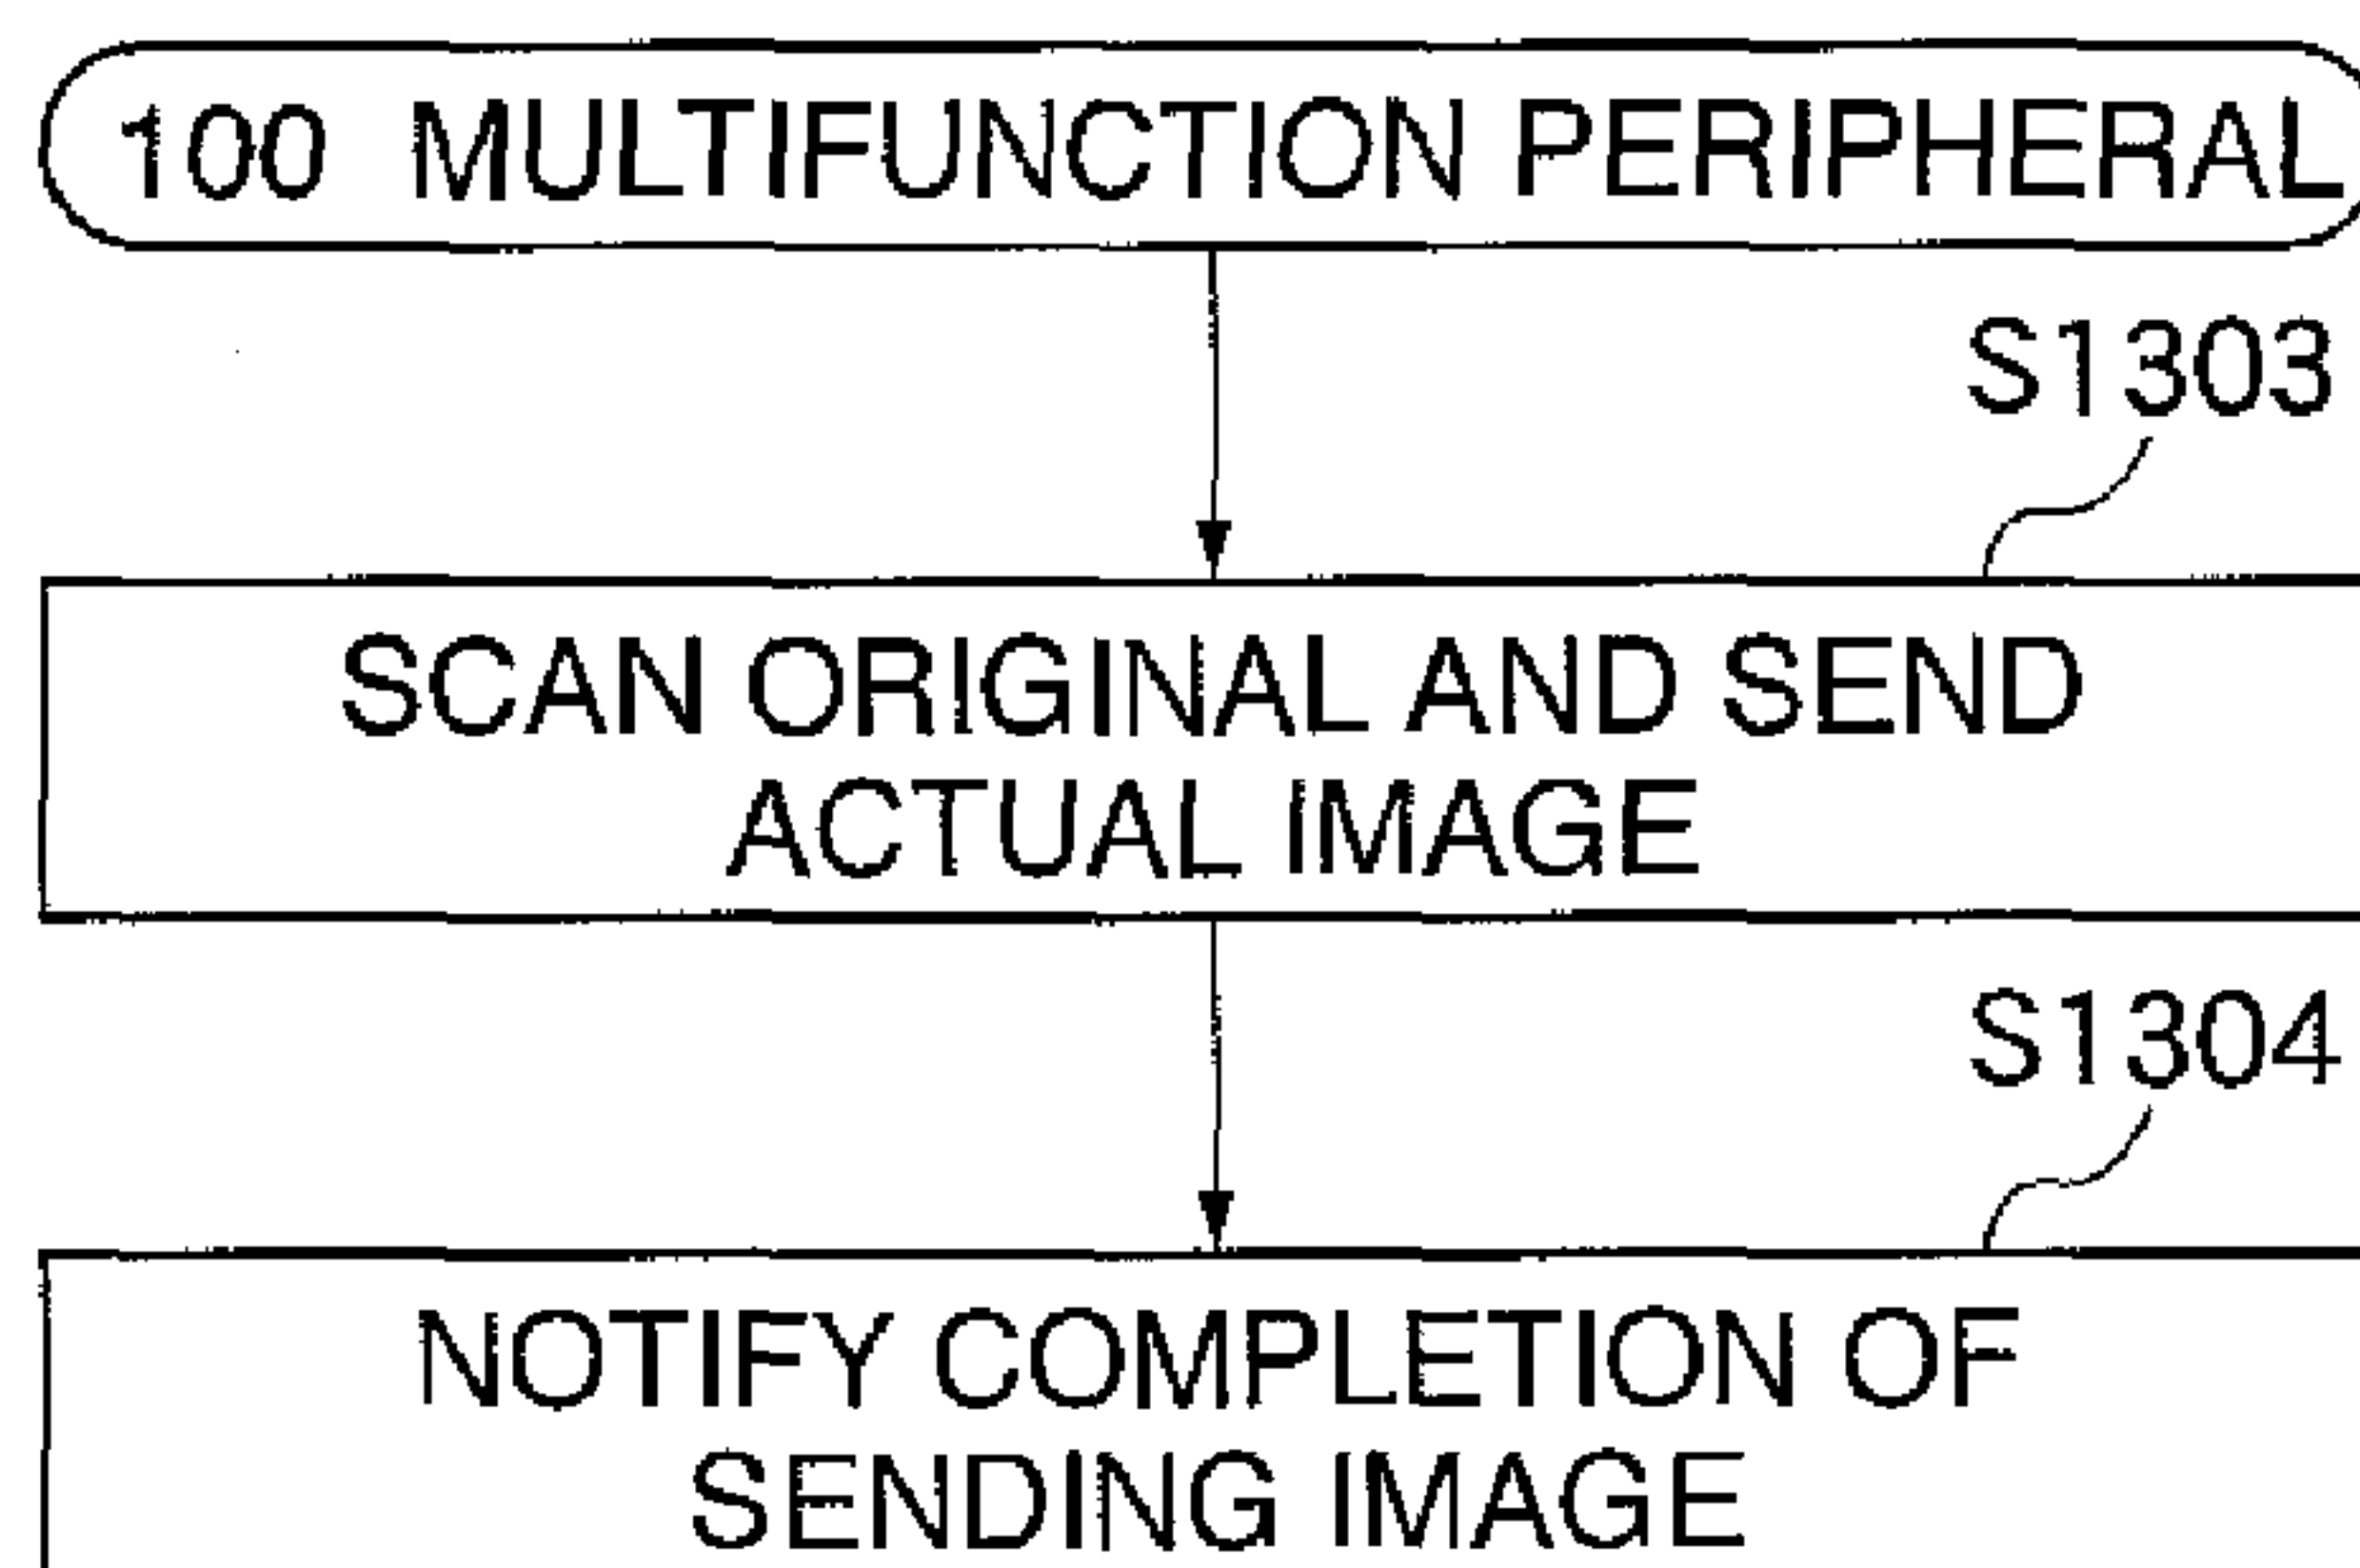 100 MULTIFUNCTION PERIPHERAL
S1303
SCAN ORIGINAL AND SEND
ACTUAL IMAGE
S1304
NOTIFY COMPLETION OF
SENDING IMAGE